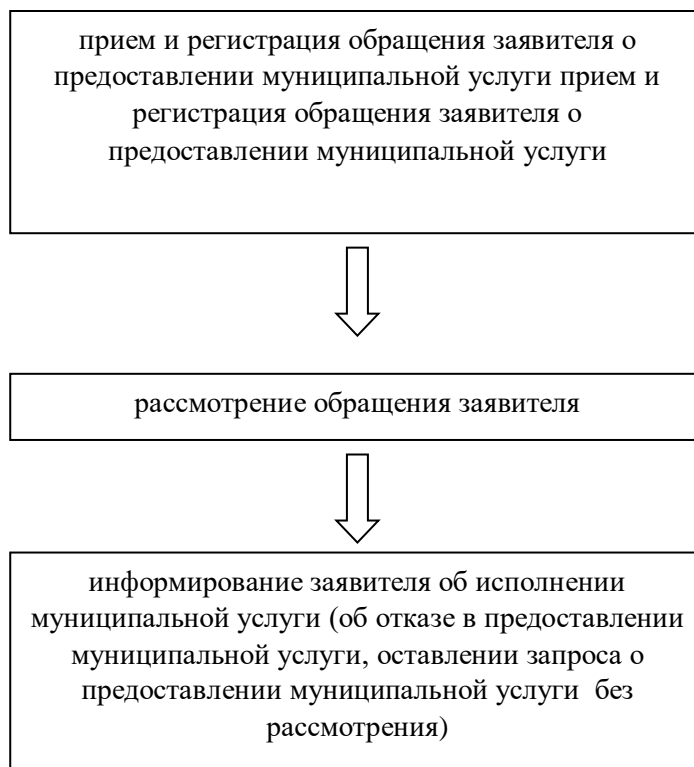 прием и регистрация обращения заявителя о
предоставлении муниципальной услуги прием и
регистрация обращения заявителя о
предоставлении муниципальной услуги
рассмотрение обращения заявителя
информирование заявителя об исполнении
муниципальной услуги (об отказе в предоставлении
муниципальной услуги, оставлении запроса о
предоставлении муниципальной услуги  без
рассмотрения)